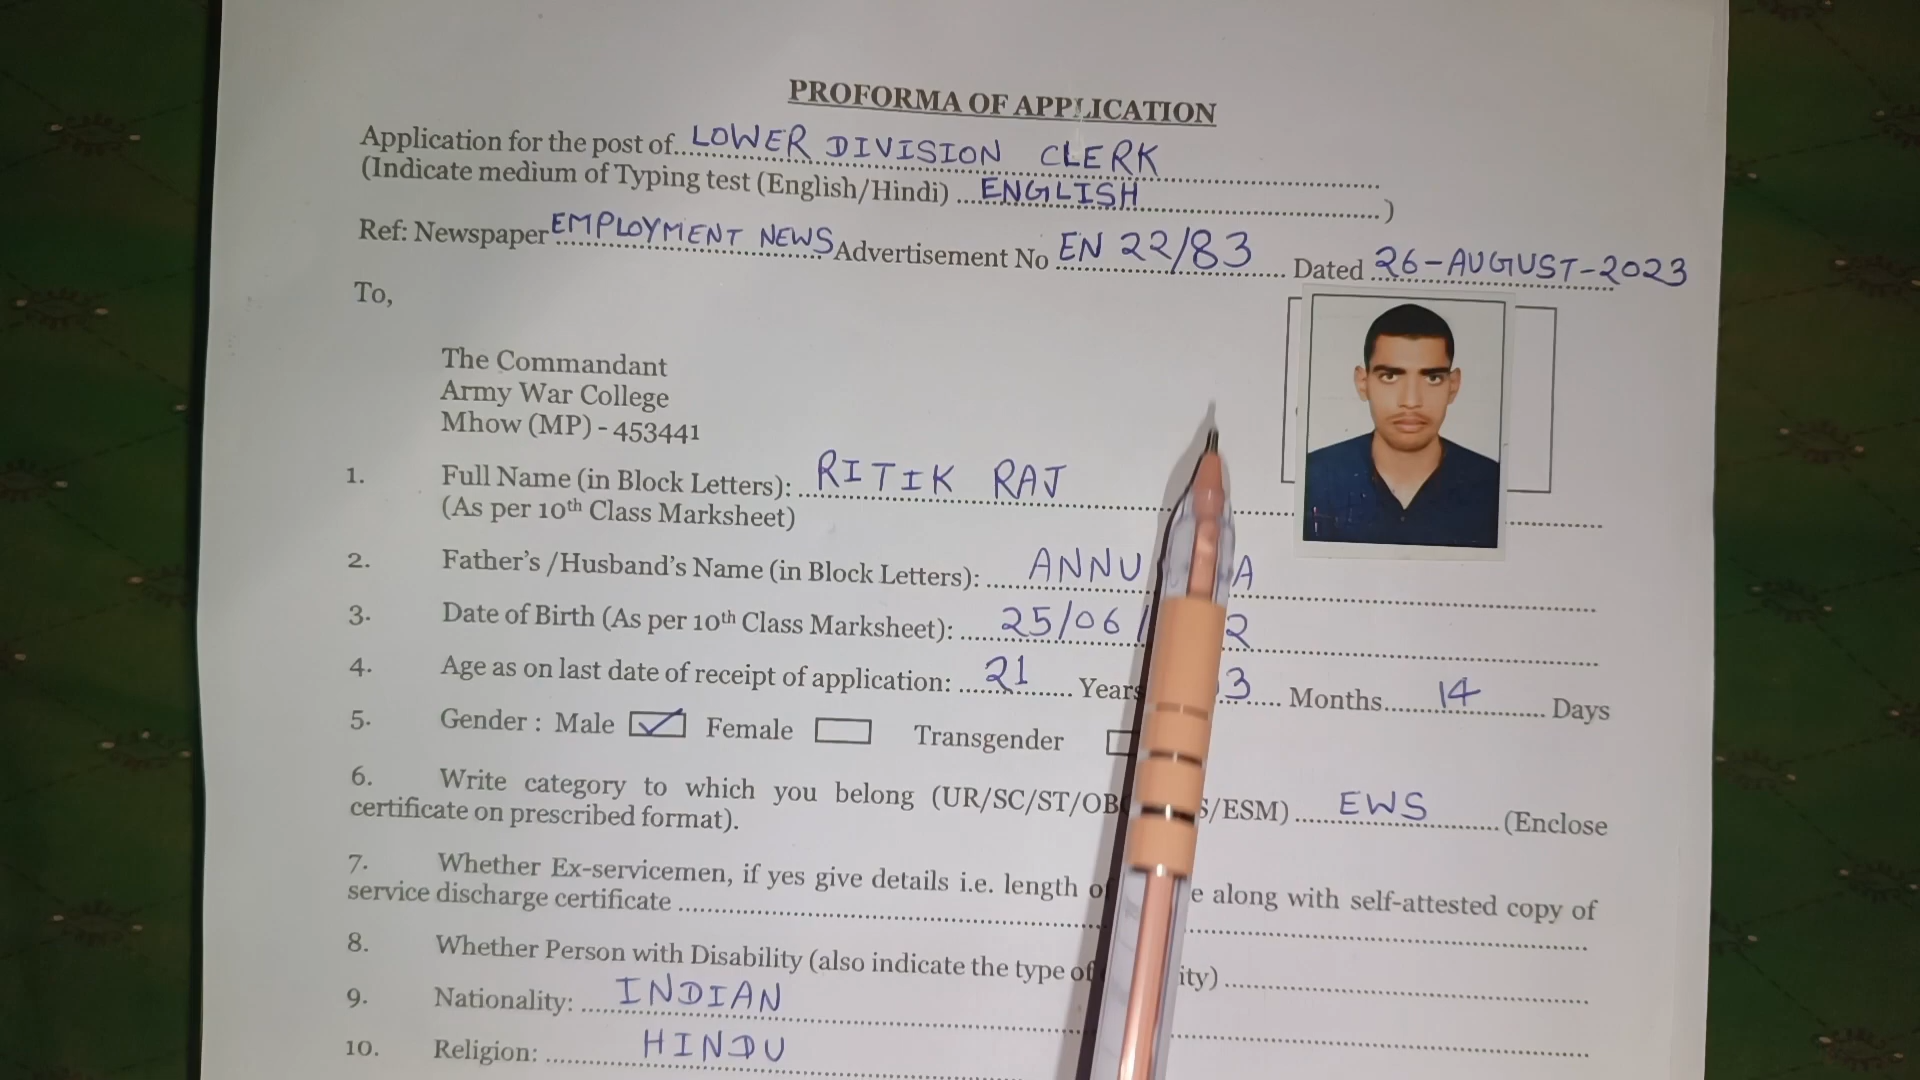 PROFORMA OF APPLICATION
Application for the post of..LOWER DIVISION CLERK
(Indicate medium of Typing test (English/Hindi) ....ENGLISH....)
Ref: Newspaper EMPLOYMENT NEWS Advertisement No EN 22/83 Dated 26-AUGUST-2023
To,
The Commandant
Army War College
Mhow (MP) - 453441
1. Full Name (in Block Letters): RITIK RAJ
(As per 10th Class Marksheet)
2. Father's /Husband's Name (in Block Letters): ANNU
3. Date of Birth (As per 10th Class Marksheet): 25/06/
4. Age as on last date of receipt of application: 21 Years 3 Months 14 Days
5. Gender : Male Female Transgender
6. Write category to which you belong EWS (Enclose
certificate on prescribed format).
7. Whether Ex-servicemen, if yes give details i.e. length along with self-attested copy of
service discharge certificate
8. Whether Person with Disability (also indicate the type
9. Nationality: INDIAN
10. Religion: HINDU